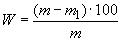 W = (m − m₁) · 100 / m